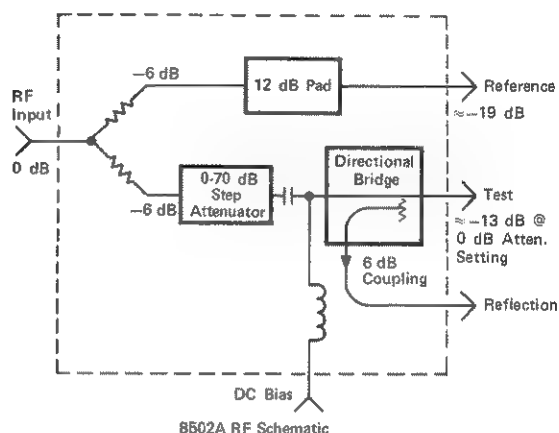 −6 dB
12 dB Pad
Reference
≈−19 dB
RF
Input
0 dB
0-70 dB
Step
Attenuator
−6 dB
Directional
Bridge
Test
≈ −13 dB @
0 dB Atten.
Setting
6 dB
Coupling
Reflection
DC Bias
8502A RF Schematic